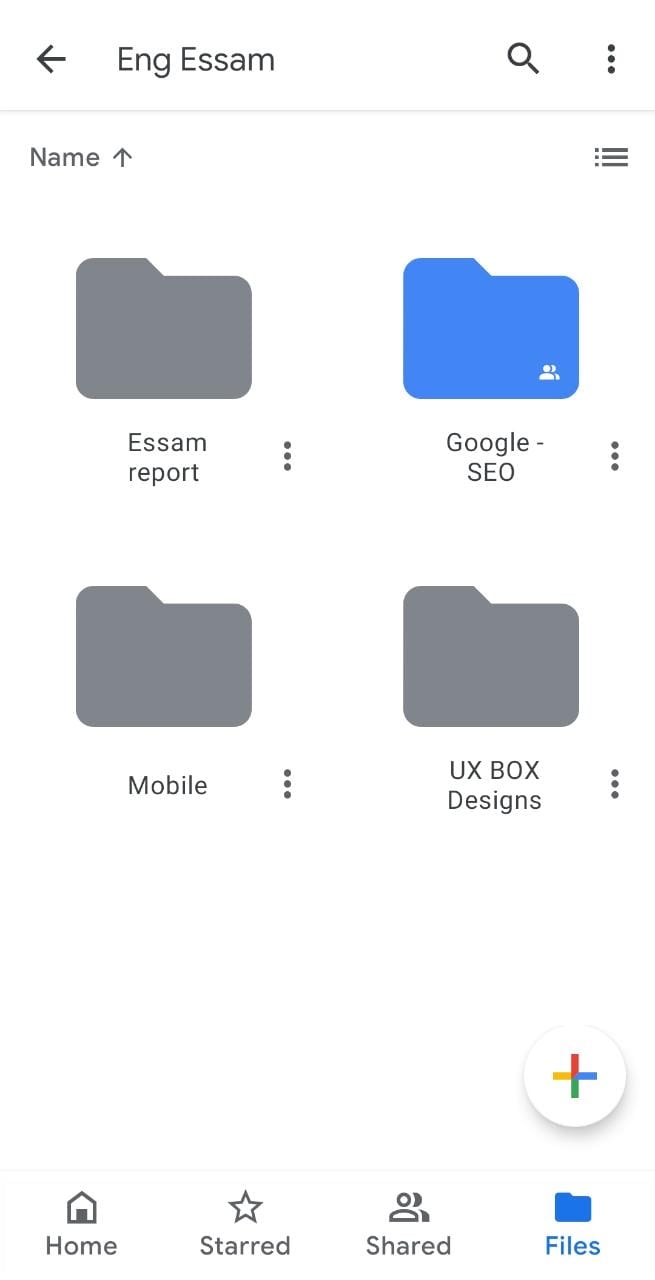 Eng Essam
Name
Essam
report
Google -
SEO
Mobile
UX BOX
Designs
Home
Starred
Shared
Files